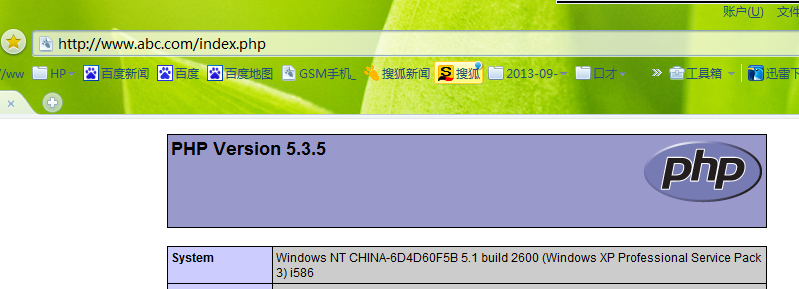 账户(U) 文件
http://www.abc.com/index.php
//ww HP 百度新闻 百度 百度地图 GSM手机_ 搜狐新闻 搜狐 2013-09- 口才 » 工具箱 迅雷下
PHP Version 5.3.5
php
System Windows NT CHINA-6D4D60F5B 5.1 build 2600 (Windows XP Professional Service Pack
3) i586